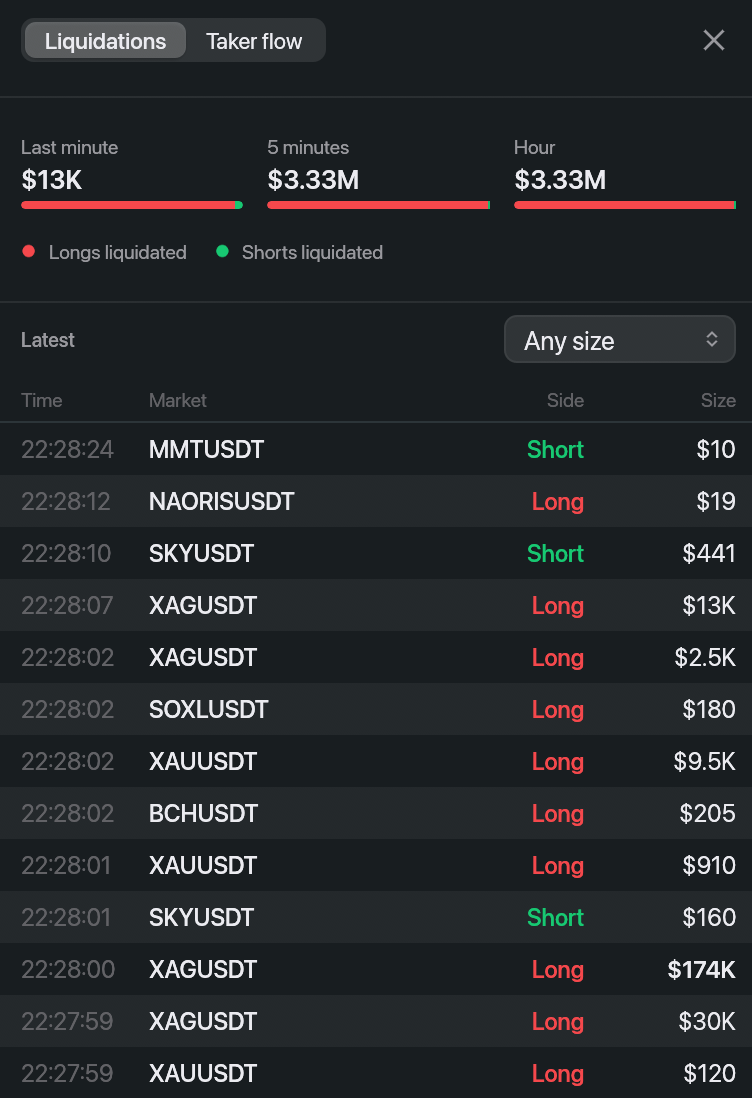 Liquidations Taker flow
Last minute 5 minutes Hour
$13K $3.33M $3.33M
Longs liquidated Shorts liquidated
Latest Any size
Time Market Side Size
22:28:24 MMTUSDT Short $10
22:28:12 NAORISUSDT Long $19
22:28:10 SKYUSDT Short $441
22:28:07 XAGUSDT Long $13K
22:28:02 XAGUSDT Long $2.5K
22:28:02 SOXLUSDT Long $180
22:28:02 XAUUSDT Long $9.5K
22:28:02 BCHUSDT Long $205
22:28:01 XAUUSDT Long $910
22:28:01 SKYUSDT Short $160
22:28:00 XAGUSDT Long $174K
22:27:59 XAGUSDT Long $30K
22:27:59 XAUUSDT Long $120